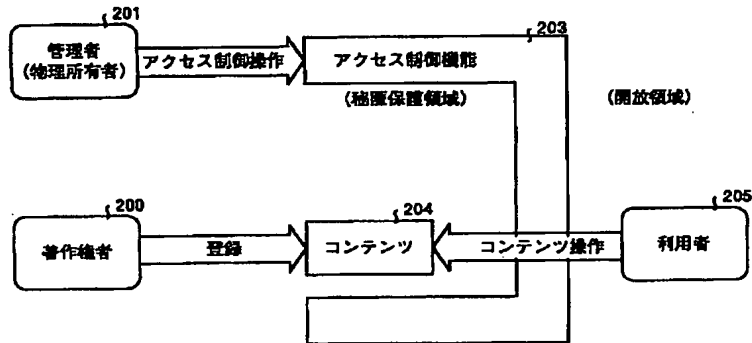 201
203
管理者
(物理所有者)
アクセス制御操作
アクセス制御機能
(秘匿保護領域)
(開放領域)
200
204
205
著作権者
登録
コンテンツ
コンテンツ操作
利用者